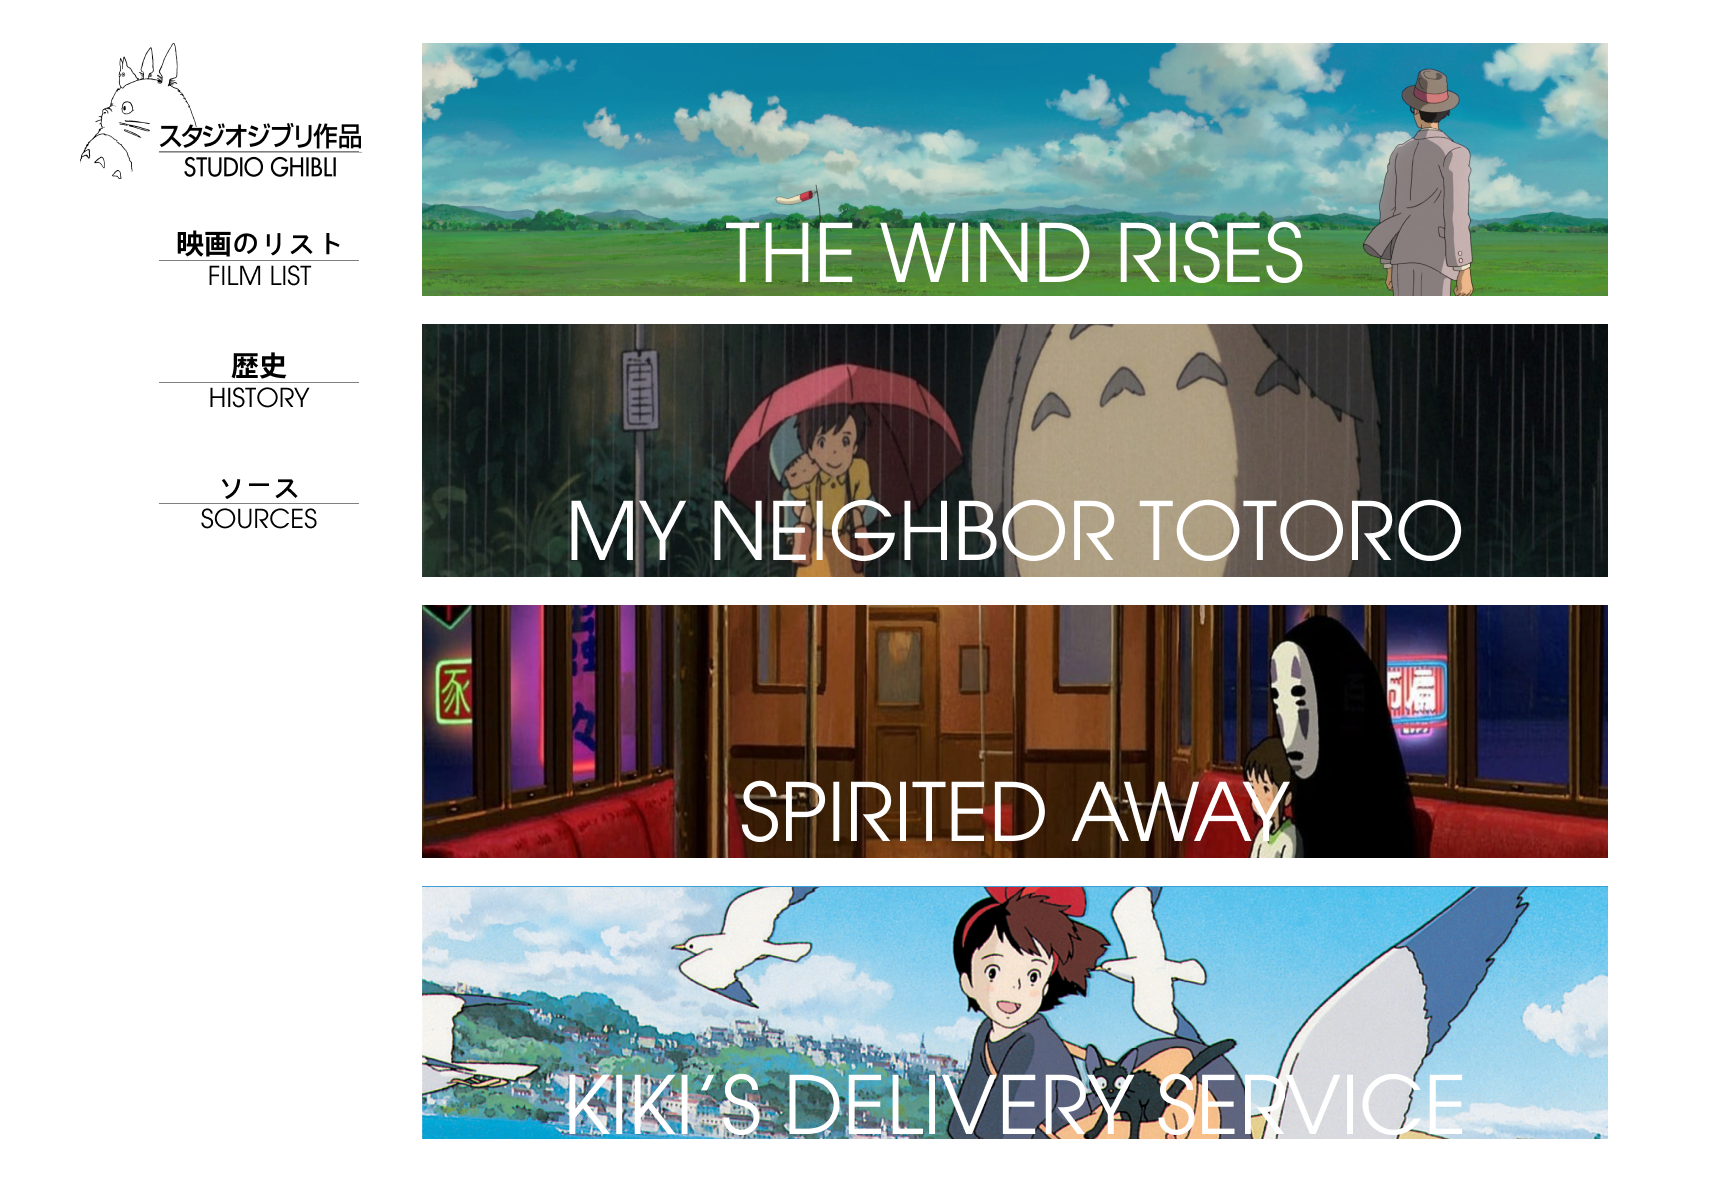 スタジオジブリ作品
STUDIO GHIBLI
映画のリスト
FILM LIST
歴史
HISTORY
ソース
SOURCES
THE WIND RISES
MY NEIGHBOR TOTORO
SPIRITED AWAY
KIKI'S DELIVERY SERVICE